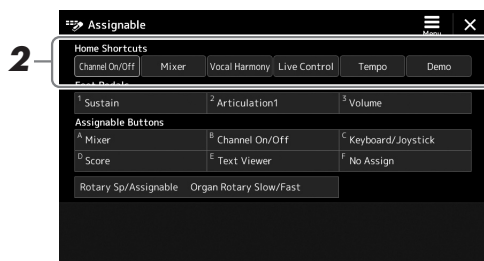 Assignable
Menu
2
Home Shortcuts
Channel On/Off Mixer Vocal Harmony Live Control Tempo Demo
Foot Pedals
1 Sustain 2 Articulation1 3 Volume
Assignable Buttons
A Mixer B Channel On/Off C Keyboard/Joystick
D Score E Text Viewer F No Assign
Rotary Sp/Assignable Organ Rotary Slow/Fast